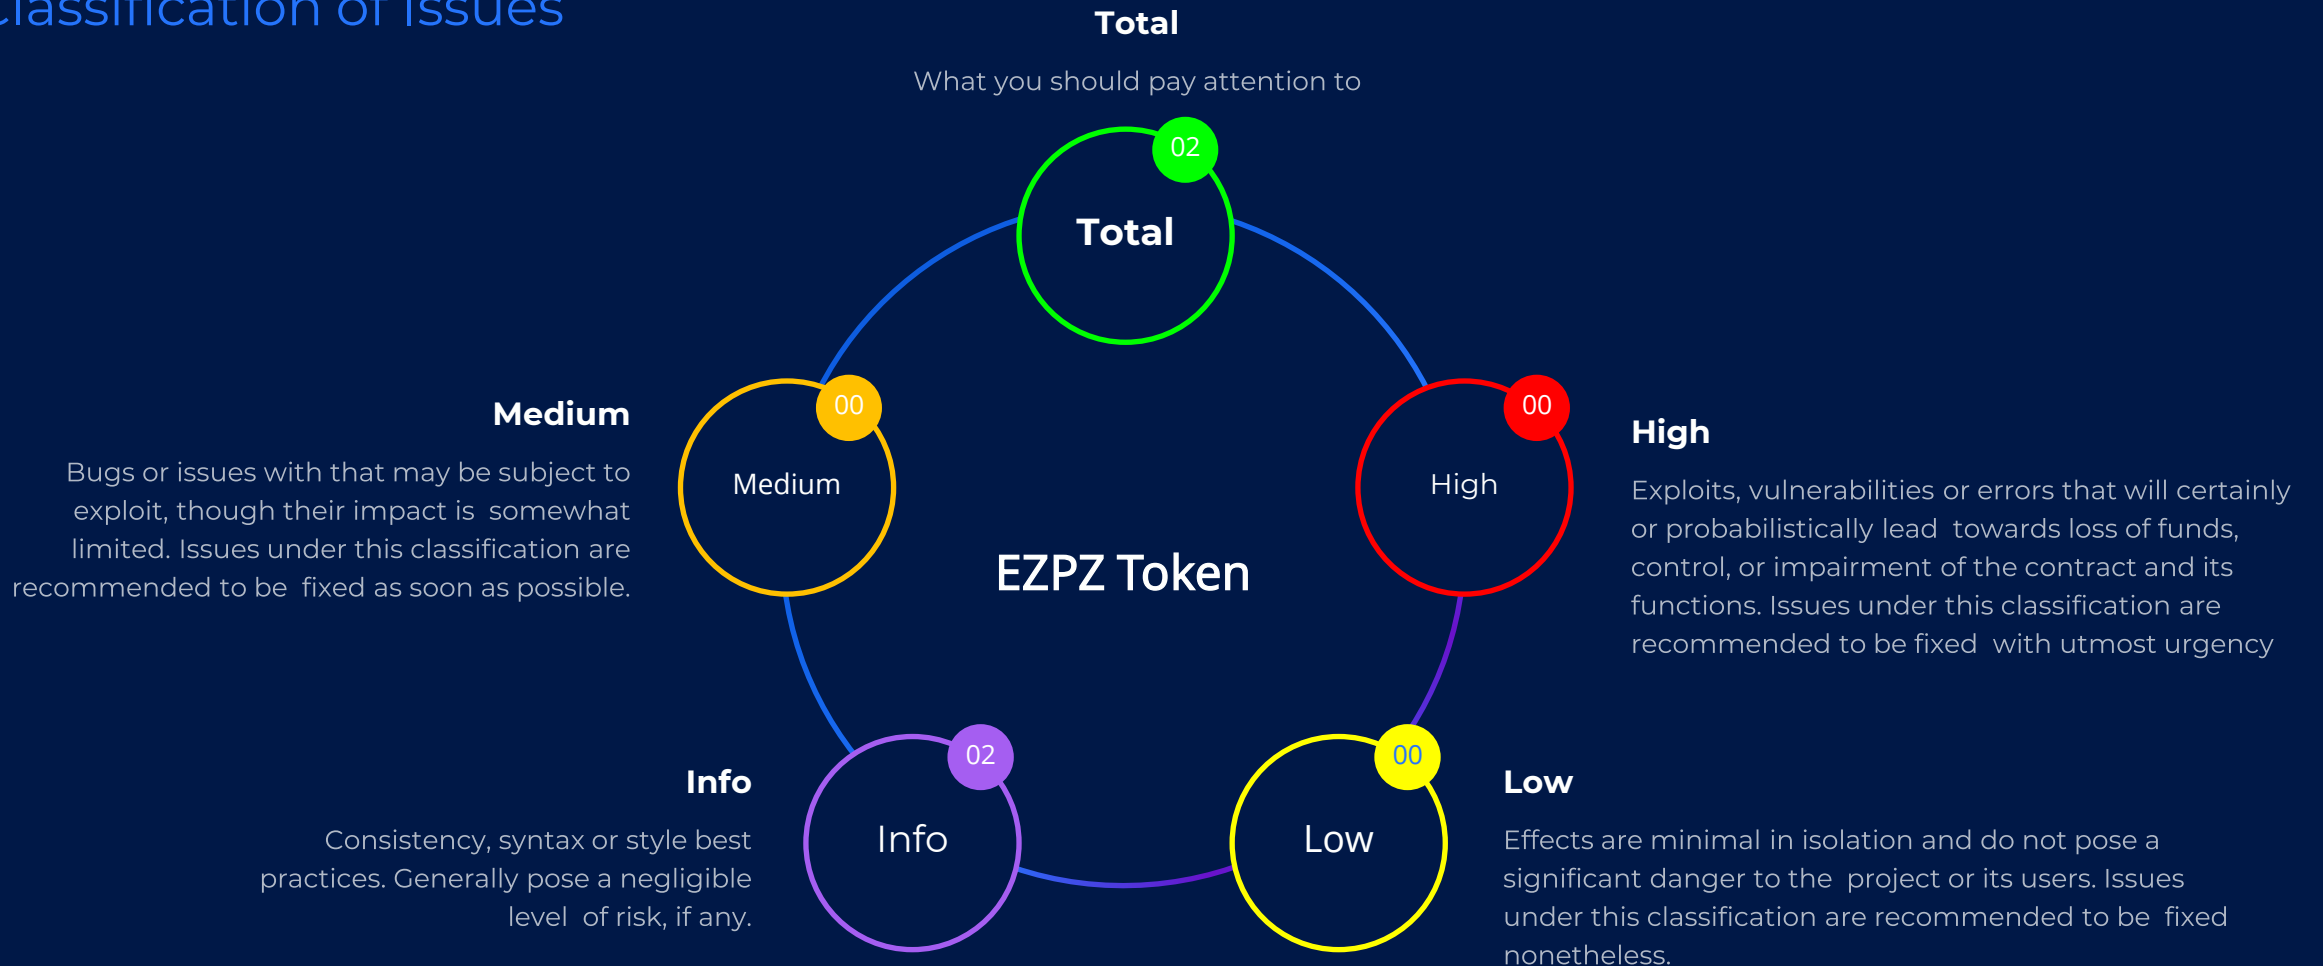 Classification of Issues
Total
What you should pay attention to
02
Total
Medium
Bugs or issues with that may be subject to
exploit, though their impact is somewhat
limited. Issues under this classification are
recommended to be fixed as soon as possible.
00
Medium
00
High
High
Exploits, vulnerabilities or errors that will certainly
or probabilistically lead towards loss of funds,
control, or impairment of the contract and its
functions. Issues under this classification are
recommended to be fixed with utmost urgency
EZPZ Token
Info
Consistency, syntax or style best
practices. Generally pose a negligible
level of risk, if any.
02
Info
00
Low
Low
Effects are minimal in isolation and do not pose a
significant danger to the project or its users. Issues
under this classification are recommended to be fixed
nonetheless.